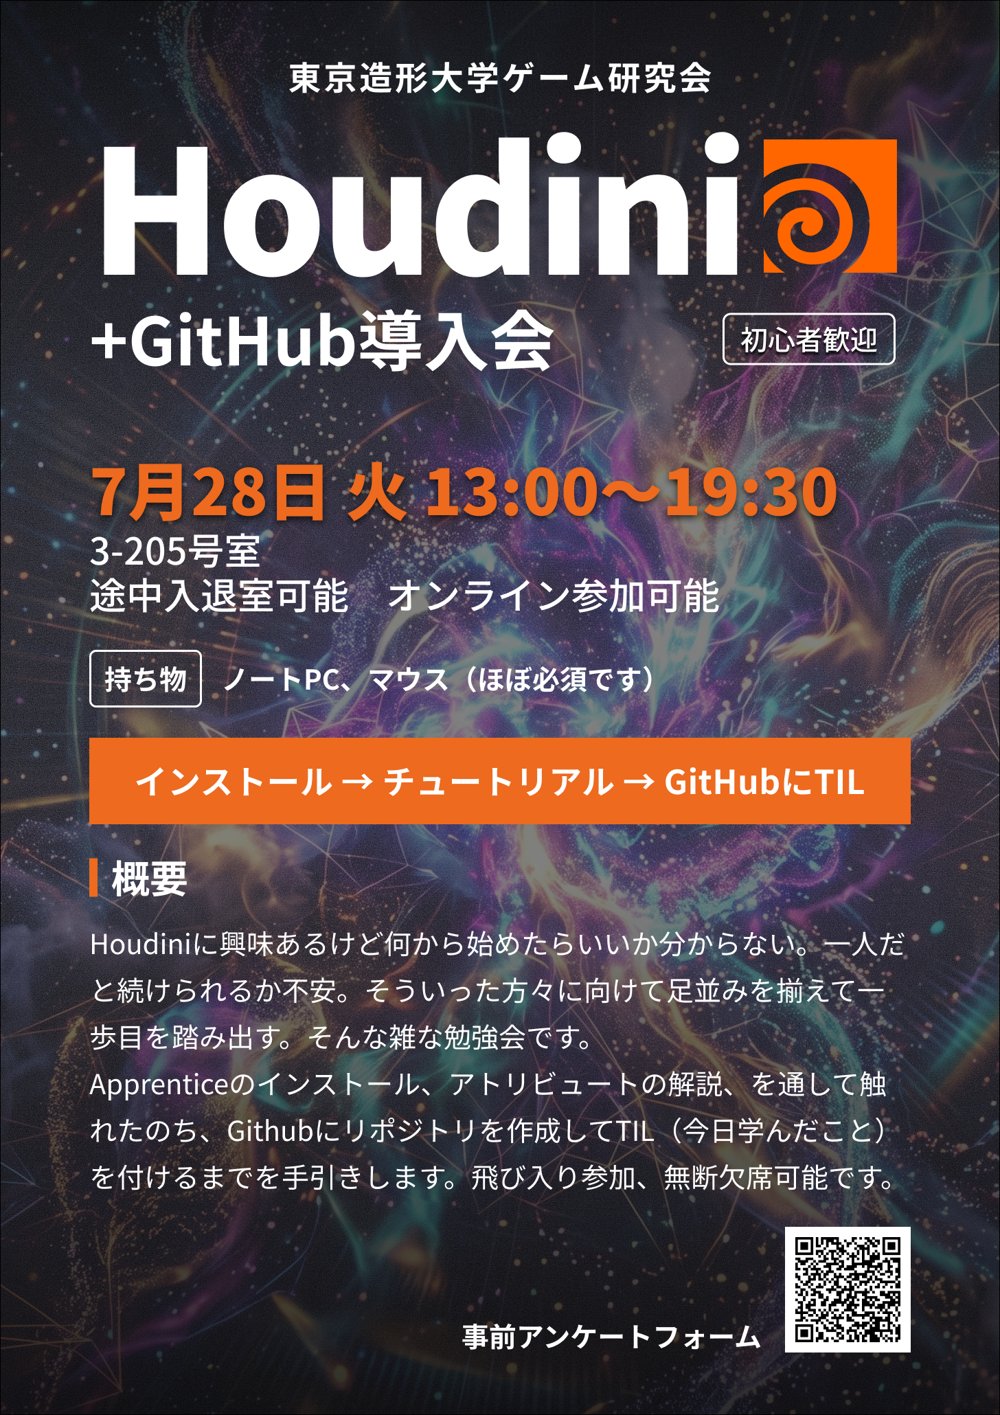 東京造形大学ゲーム研究会
Houdini
+GitHub導入会
初心者歓迎
7月28日 火 13:00～19:30
3-205号室
途中入退室可能　オンライン参加可能
持ち物 ノートPC、マウス（ほぼ必須です）
インストール → チュートリアル → GitHubにTIL
概要
Houdiniに興味あるけど何から始めたらいいか分からない。一人だ
と続けられるか不安。そういった方々に向けて足並みを揃えて一
歩目を踏み出す。そんな雑な勉強会です。
Apprenticeのインストール、アトリビュートの解説、を通して触
れたのち、Githubにリポジトリを作成してTIL（今日学んだこと）
を付けるまでを手引きします。飛び入り参加、無断欠席可能です。
事前アンケートフォーム